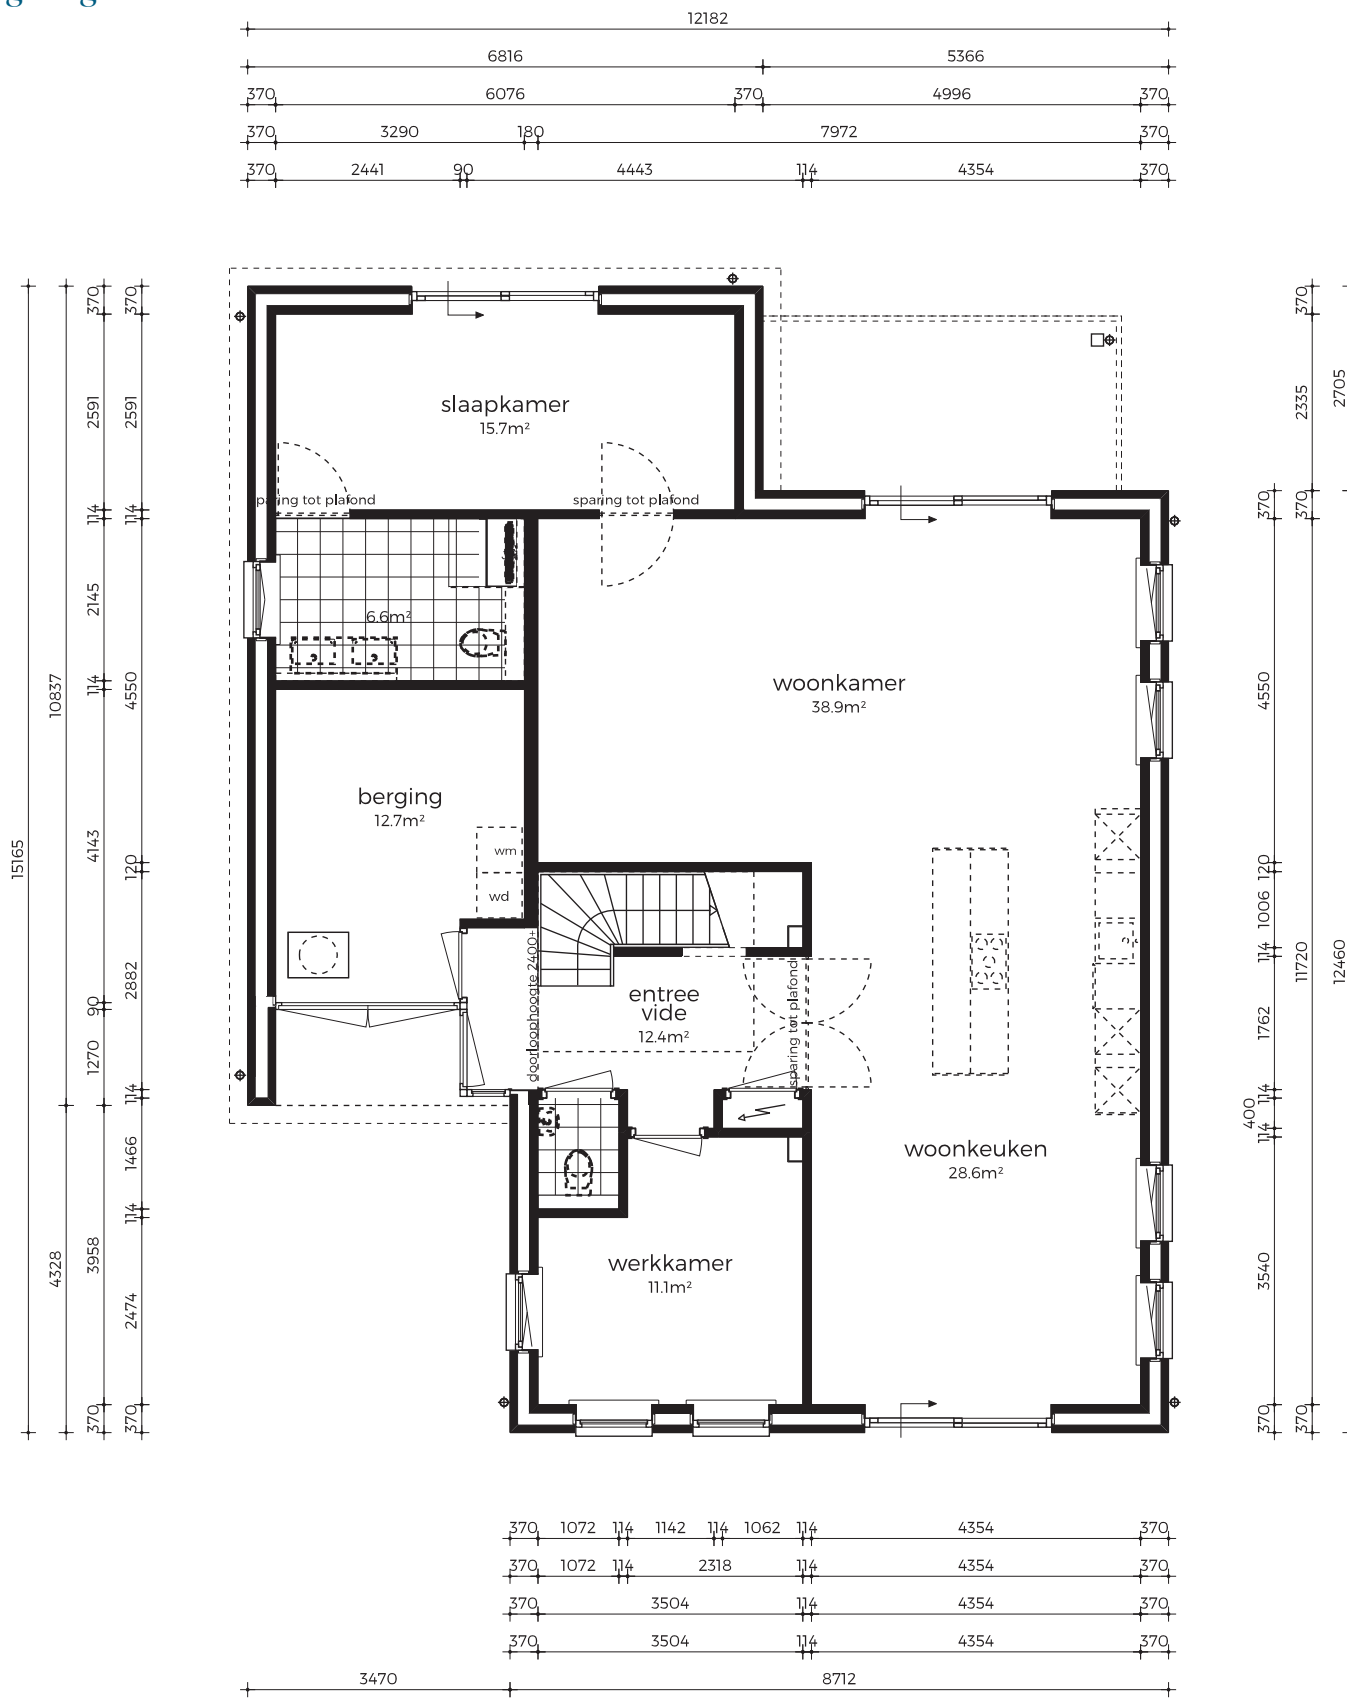 12182
6816 5366
370 6076 370 4996 370
370 3290 180 7972 370
370 2441 90 4443 114 4354 370
slaapkamer
15.7m²
paring tot plafond
sparing tot plafond
6.6m²
woonkamer
38.9m²
berging
12.7m²
wm
wd
doorloophoogte 2400+
entree
vide
12.4m²
sparing tot plafond
woonkeuken
28.6m²
werkkamer
11.1m²
15165
10837
4328
370
2591
114
2145
114
4143
90
1270
3958
370
370
2591
114
4550
120
2882
114
1466
114
2474
370
370
4550
120
1006
114
1762
114
400
114
3540
370
370
2335
370
11720
370
2705
12460
370 1072 114 1142 114 1062 114 4354 370
370 1072 114 2318 114 4354 370
370 3504 114 4354 370
370 3504 114 4354 370
3470 8712